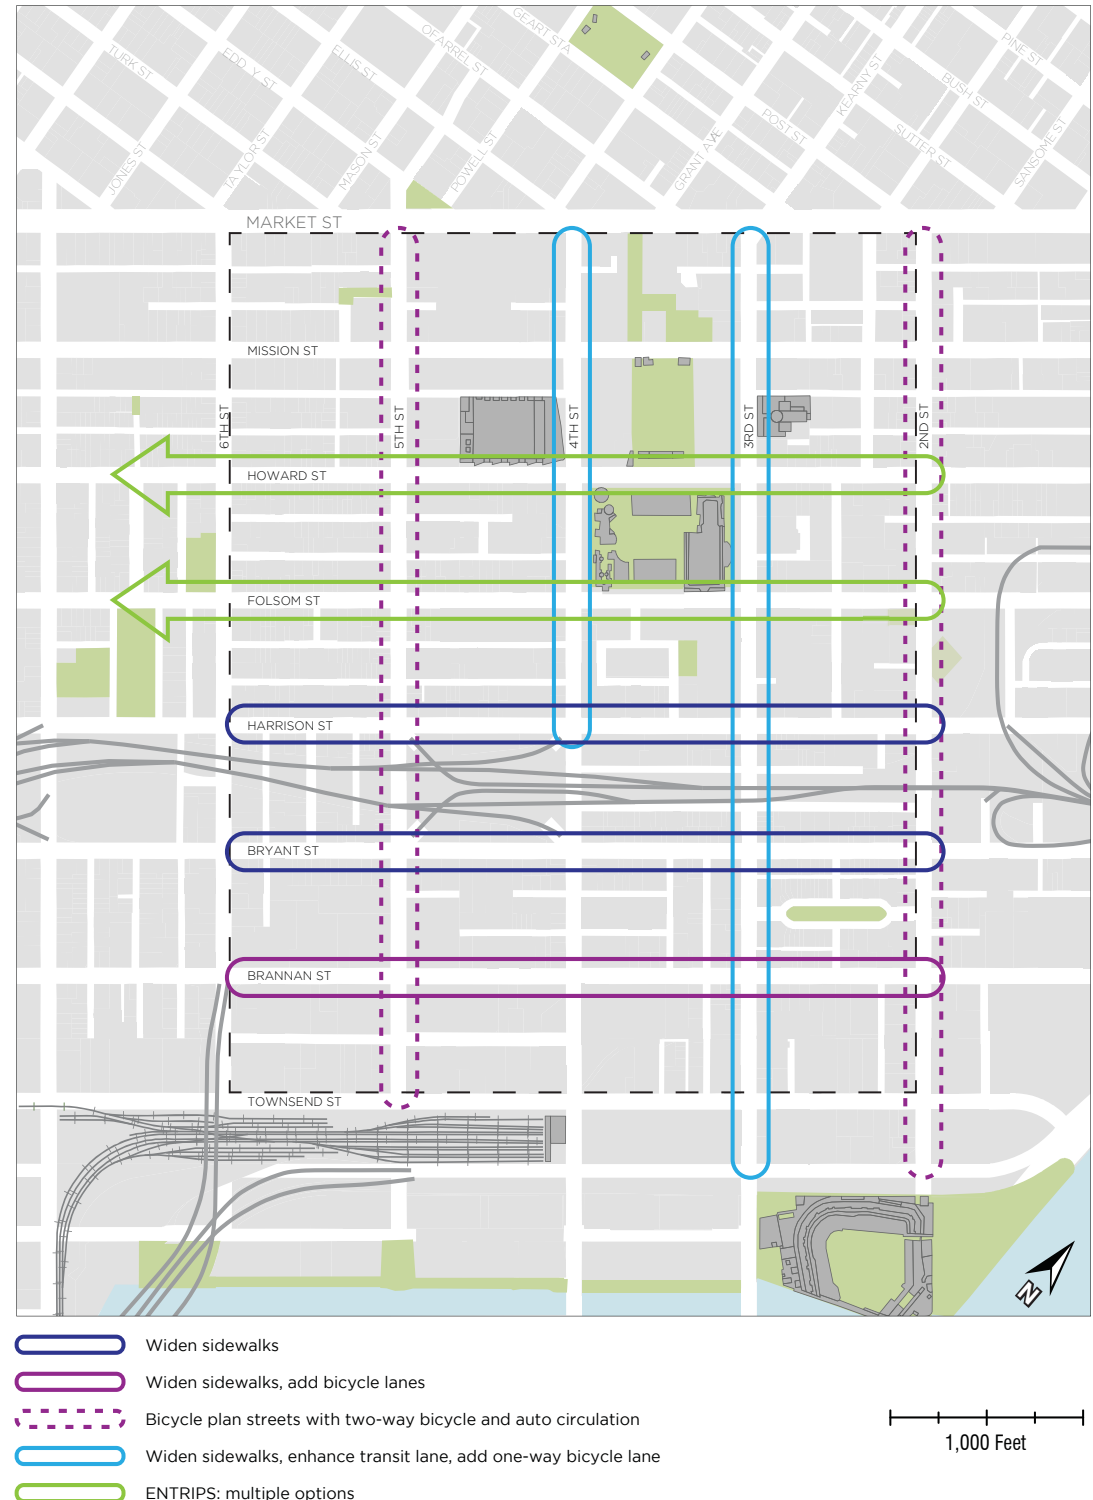 GEART STA
OFARREL ST
ELLIS ST
EDD_Y ST
TURK ST
PINE ST
BUSH ST
KEARNY ST
POST ST
SUTTER ST
SANSOME ST
GRANT AVE
POWELL ST
MASON ST
TAYLOR ST
JONES ST
MARKET ST
MISSION ST
6TH ST
5TH ST
4TH ST
3RD ST
2ND ST
HOWARD ST
FOLSOM ST
HARRISON ST
BRYANT ST
BRANNAN ST
TOWNSEND ST
N
Widen sidewalks
Widen sidewalks, add bicycle lanes
Bicycle plan streets with two-way bicycle and auto circulation
Widen sidewalks, enhance transit lane, add one-way bicycle lane
ENTRIPS: multiple options
1,000 Feet